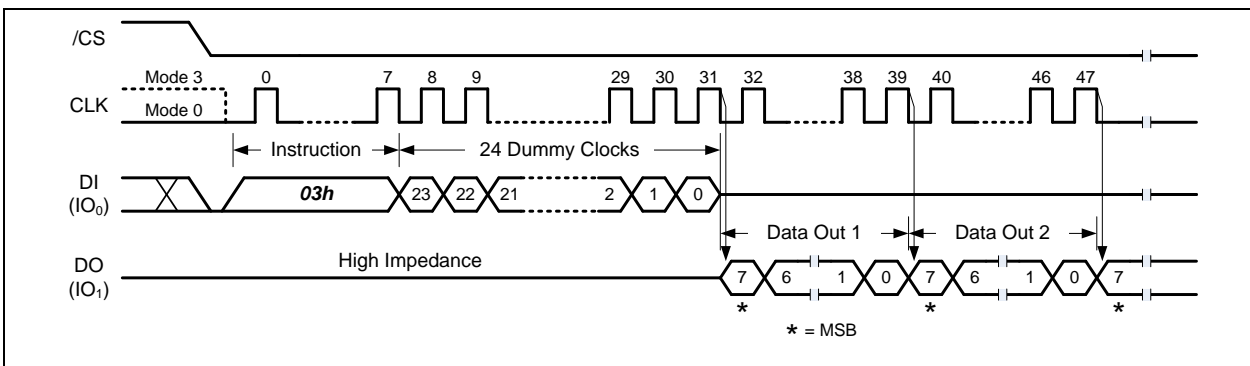 /CS
Mode 3 0 7 8 9 29 30 31 32 38 39 40 46 47
CLK
Mode 0
Instruction 24 Dummy Clocks
DI
(IO0)
03h 23 22 21 2 1 0
Data Out 1 Data Out 2
High Impedance
DO
(IO1)
7 6 1 0 7 6 1 0 7
* * *
* = MSB